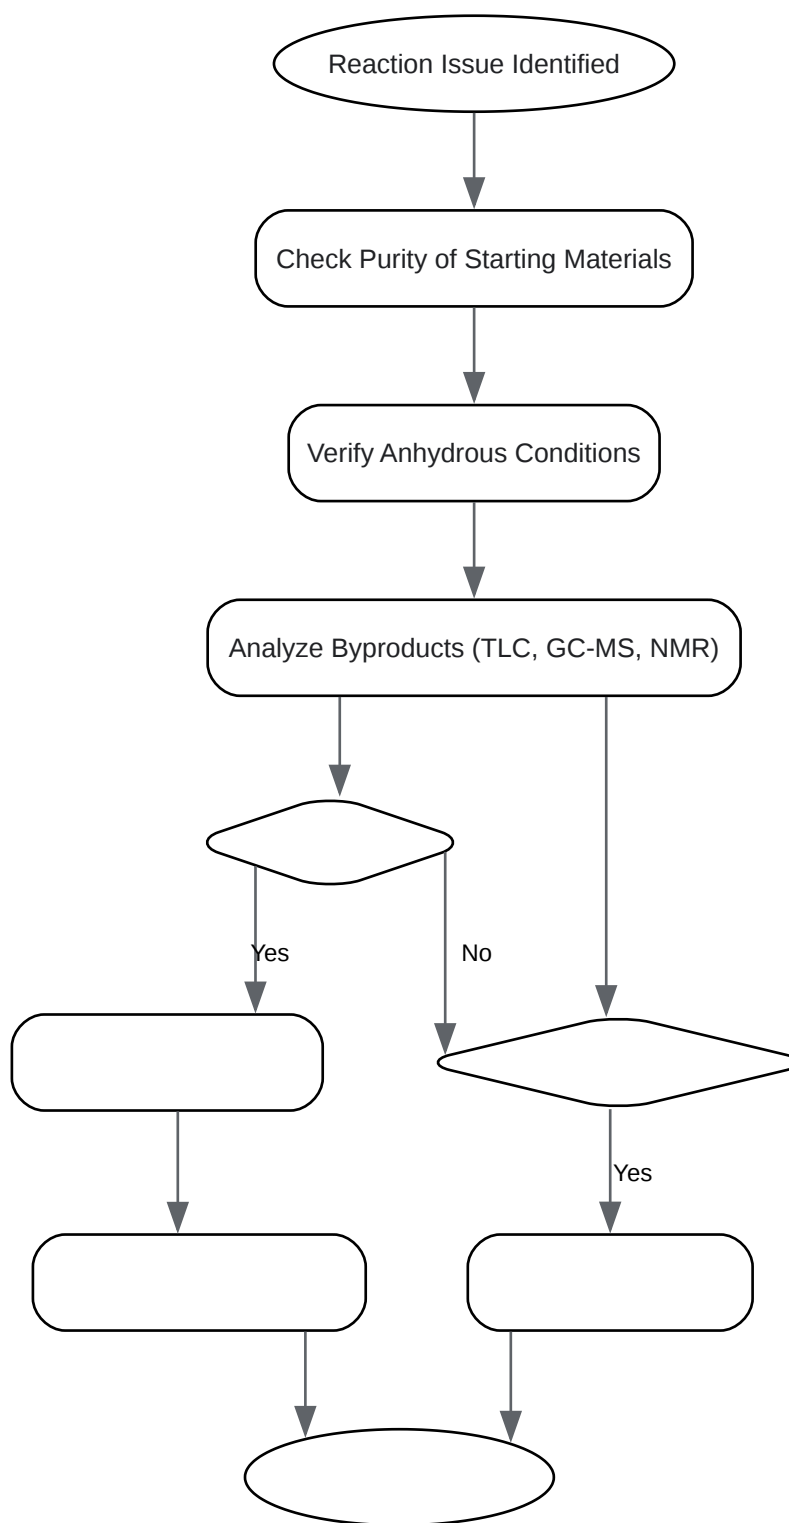 Reaction Issue Identified
Check Purity of Starting Materials
Verify Anhydrous Conditions
Analyze Byproducts (TLC, GC-MS, NMR)
Yes
No
Yes